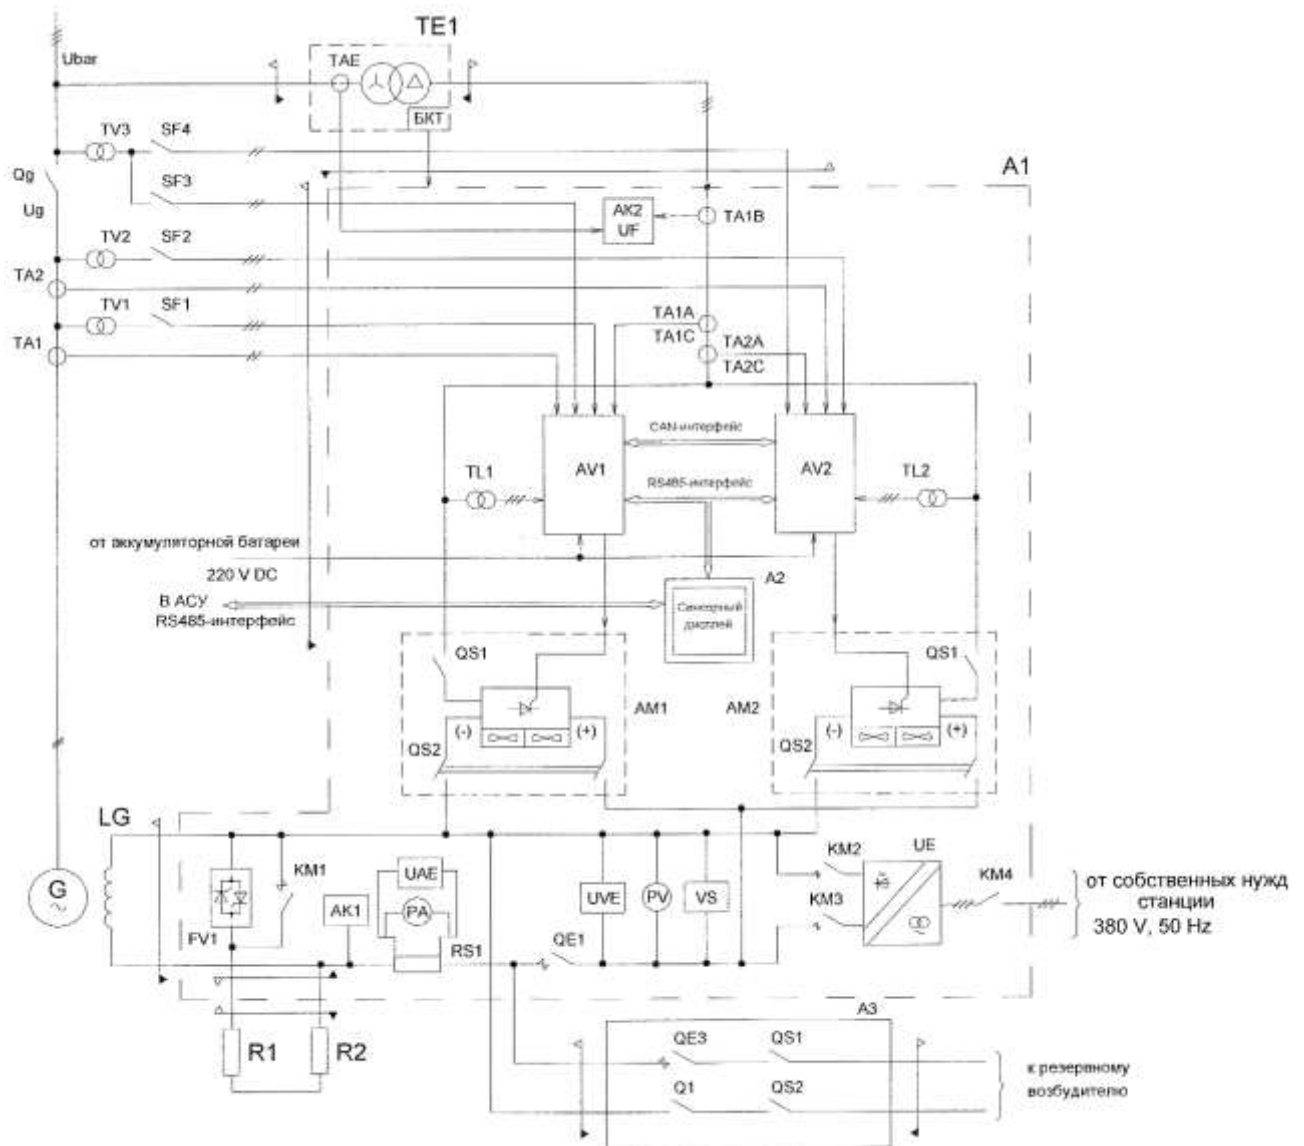 TE1
Ubar
TAE
БКТ
TV3
SF4
Qg
SF3
A1
Ug
AK2
UF
TA1B
TV2
SF2
TA2
TV1
SF1
TA1A
TA1
TA1C
TA2A
TA2C
CAN-интерфейс
TL1
AV1
AV2
TL2
RS485-интерфейс
от аккумуляторной батареи
220 V DC
A2
В АСУ
RS485-интерфейс
Сенсорный
дисплей
QS1
QS1
AM1
AM2
(-)
(+)
(-)
(+)
QS2
QS2
LG
KM1
UAE
KM2
UE
G
~
AK1
PA
UVE
PV
VS
KM3
KM4
от собственных нужд
станции
380 V, 50 Hz
FV1
RS1
QE1
A3
R1
R2
QE3
QS1
Q1
QS2
к резервному
возбудителю